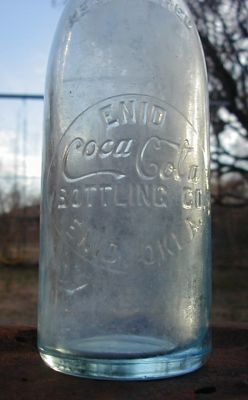 ENID
Coca Cola
BOTTLING CO.
ENID, OKLA.